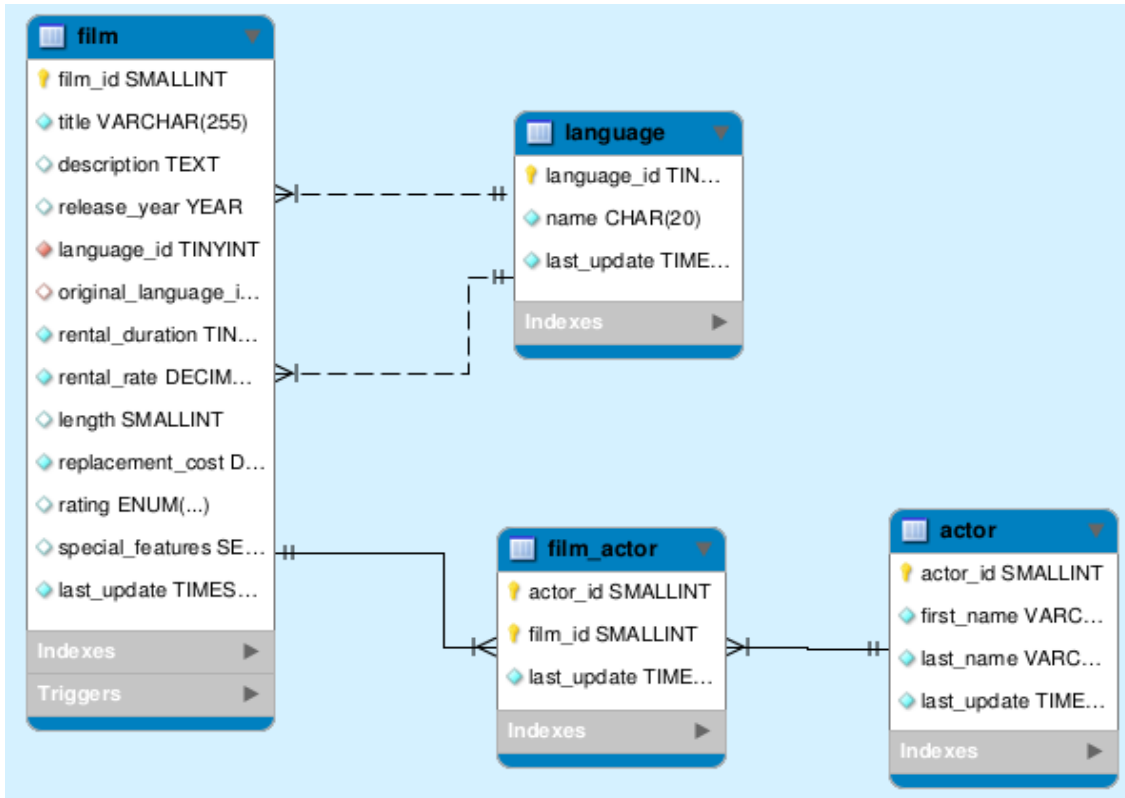 film
film_id SMALLINT
title VARCHAR(255)
description TEXT
release_year YEAR
language_id TINYINT
original_language_i...
rental_duration TIN...
rental_rate DECIM...
length SMALLINT
replacement_cost D...
rating ENUM(...)
special_features SE...
last_update TIMES...
Indexes
Triggers
language
language_id TIN...
name CHAR(20)
last_update TIME...
Indexes
film_actor
actor_id SMALLINT
film_id SMALLINT
last_update TIME...
Indexes
actor
actor_id SMALLINT
first_name VARC...
last_name VARC...
last_update TIME...
Indexes